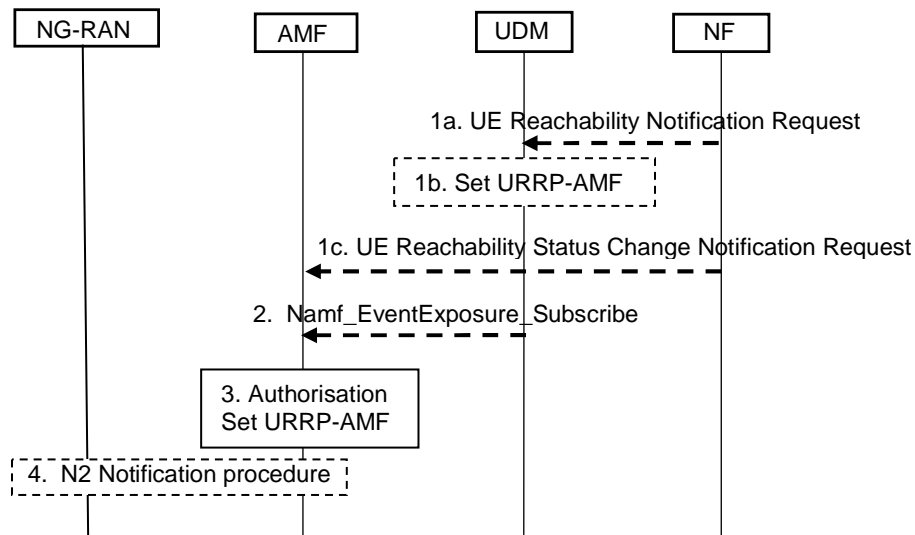 NG-RAN
AMF
UDM
NF
1a. UE Reachability Notification Request
1b. Set URRP-AMF
1c. UE Reachability Status Change Notification Request
2. Namf_EventExposure_Subscribe
3. Authorisation
Set URRP-AMF
4. N2 Notification procedure